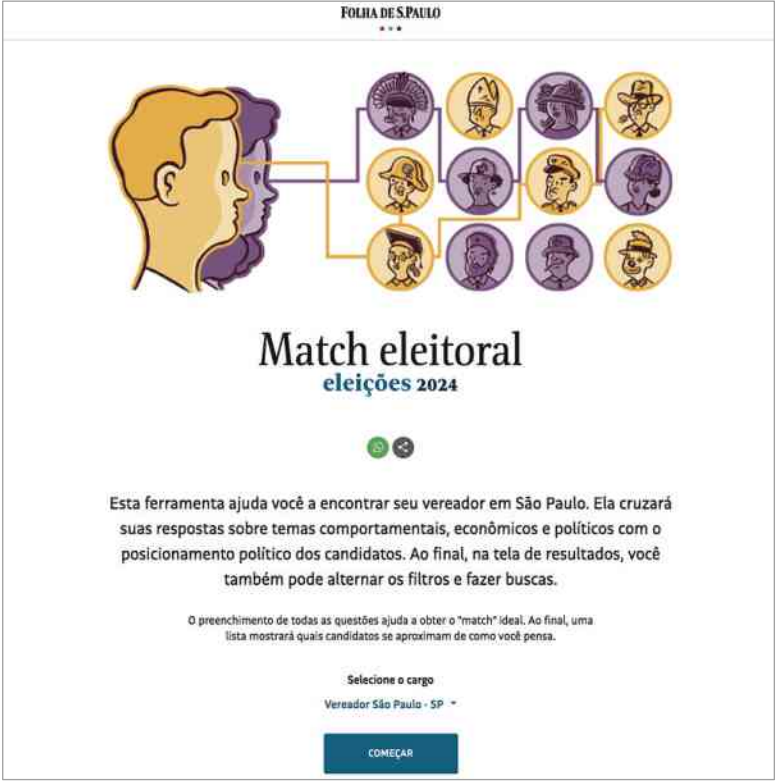 FOLHA DE S.PAULO
Match eleitoral
eleições 2024
Esta ferramenta ajuda você a encontrar seu vereador em São Paulo. Ela cruzará
suas respostas sobre temas comportamentais, econômicos e políticos com o
posicionamento político dos candidatos. Ao final, na tela de resultados, você
também pode alternar os filtros e fazer buscas.
O preenchimento de todas as questões ajuda a obter o "match" ideal. Ao final, uma
lista mostrará quais candidatos se aproximam de como você pensa.
Selecione o cargo
Vereador São Paulo - SP
COMEÇAR